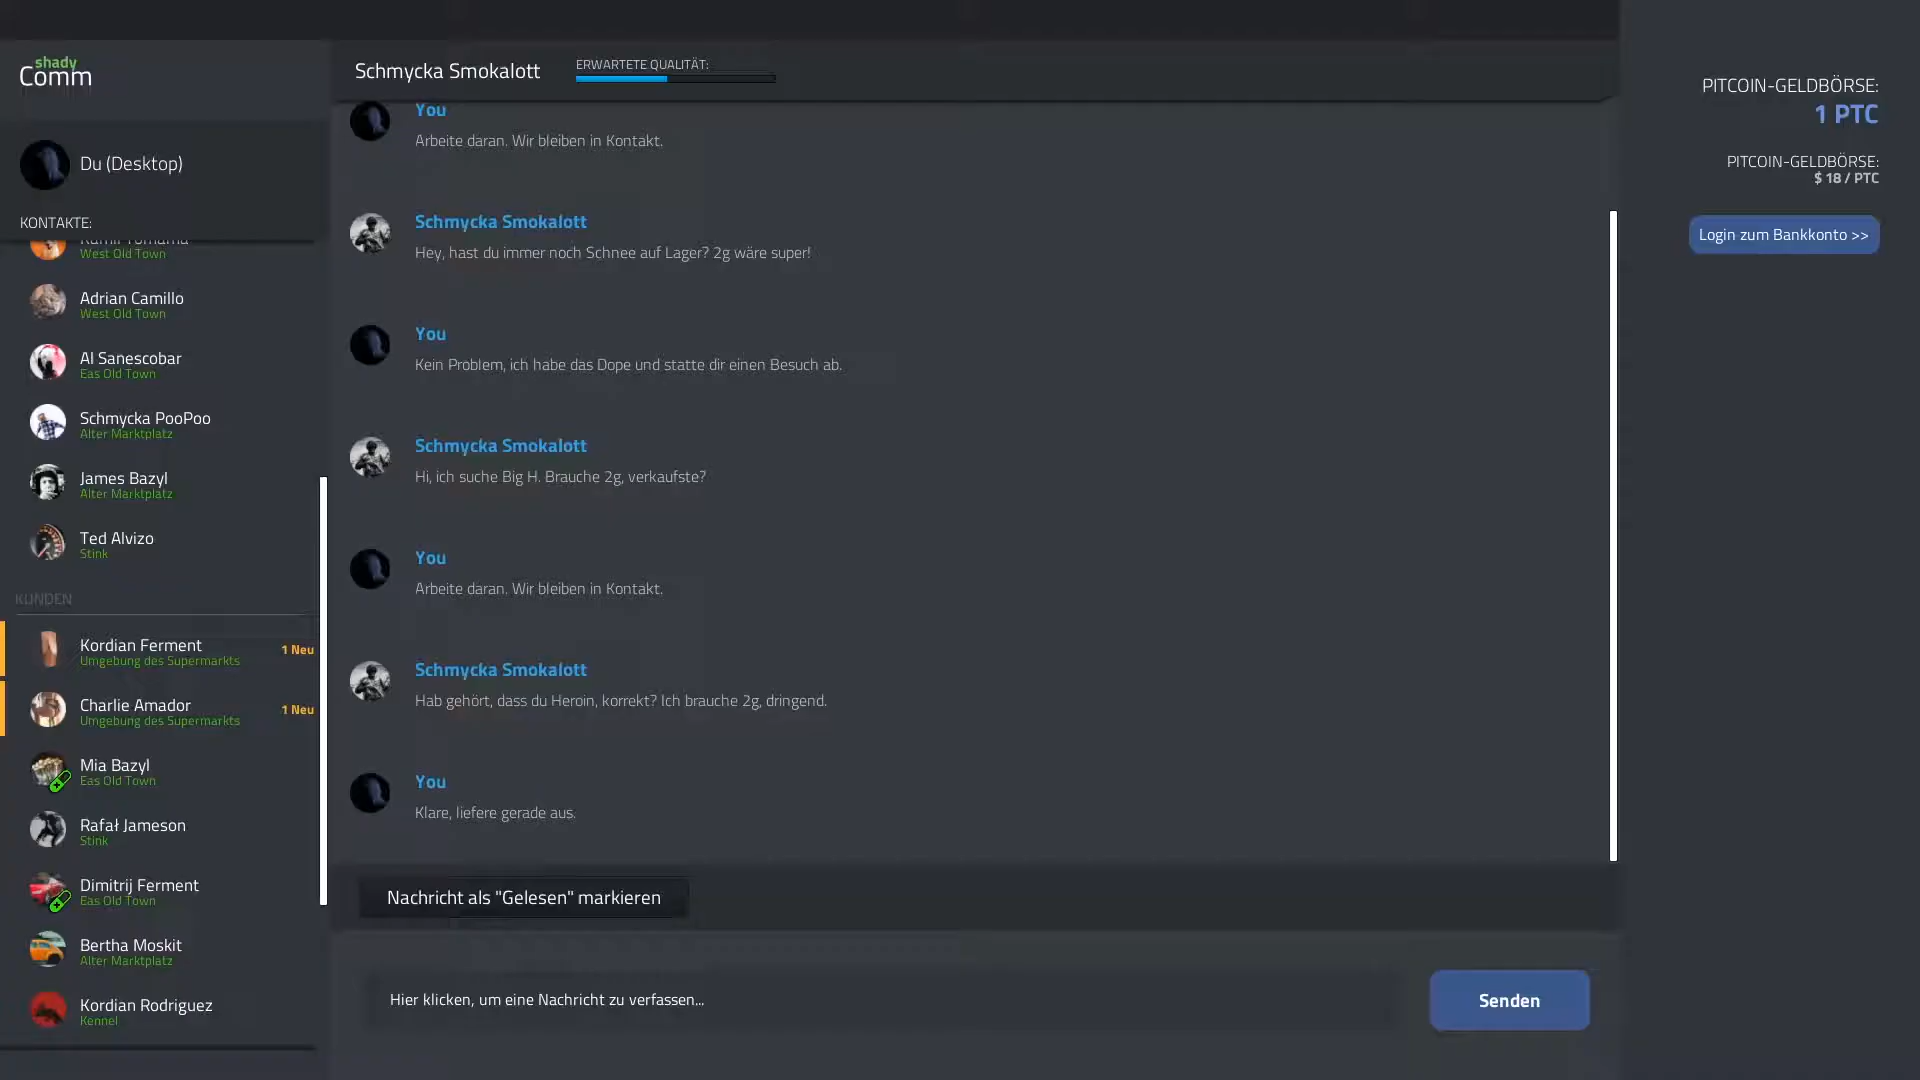 shady
Comm
Du (Desktop)
KONTAKTE:
Kamil Tomama
West Old Town
Adrian Camillo
West Old Town
Al Sanescobar
Eas Old Town
Schmycka PooPoo
Alter Marktplatz
James Bazyl
Alter Marktplatz
Ted Alvizo
Stink
KUNDEN
Kordian Ferment
Umgebung des Supermarkts
1 Neu
Charlie Amador
Umgebung des Supermarkts
1 Neu
Mia Bazyl
Eas Old Town
Rafał Jameson
Stink
Dimitrij Ferment
Eas Old Town
Bertha Moskit
Alter Marktplatz
Kordian Rodriguez
Kennel
Schmycka Smokalott
ERWARTETE QUALITÄT:
You
Arbeite daran. Wir bleiben in Kontakt.
Schmycka Smokalott
Hey, hast du immer noch Schnee auf Lager? 2g wäre super!
You
Kein Problem, ich habe das Dope und statte dir einen Besuch ab.
Schmycka Smokalott
Hi, ich suche Big H. Brauche 2g, verkaufste?
You
Arbeite daran. Wir bleiben in Kontakt.
Schmycka Smokalott
Hab gehört, dass du Heroin, korrekt? Ich brauche 2g, dringend.
You
Klare, liefere gerade aus.
Nachricht als "Gelesen" markieren
Hier klicken, um eine Nachricht zu verfassen...
Senden
PITCOIN-GELDBÖRSE:
1 PTC
PITCOIN-GELDBÖRSE:
$ 18 / PTC
Login zum Bankkonto >>